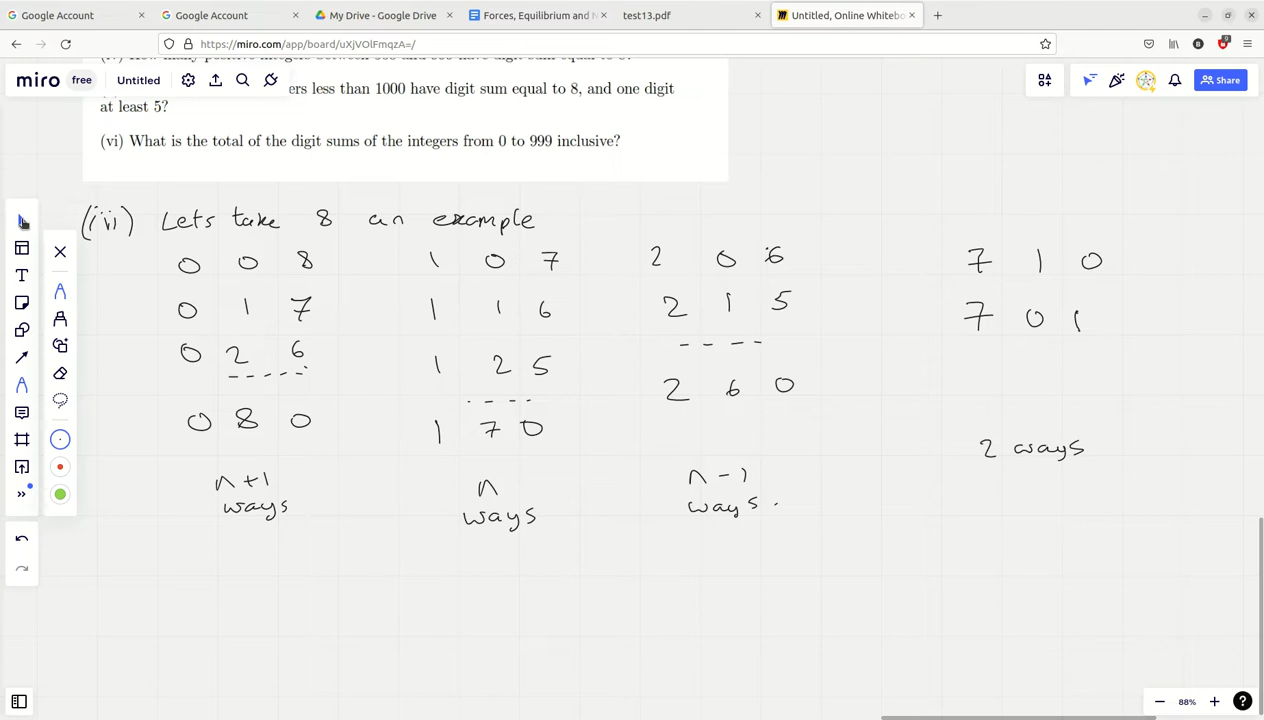 Google Account
Google Account
My Drive - Google Drive
Forces, Equilibrium and
test13.pdf
Untitled, Online Whitebo
https://miro.com/app/board/uXjVOlFmqzA=/
miro free Untitled
Share
ers less than 1000 have digit sum equal to 8, and one digit
at least 5?
(vi) What is the total of the digit sums of the integers from 0 to 999 inclusive?
(iii) Lets take 8 an example
0 0 8 1 0 7 2 0 6 7 1 0
0 1 7 1 1 6 2 1 5 7 0 1
0 2 6 1 2 5 - - - -
- - - - - - - - - 2 6 0
0 8 0 1 7 0
2 ways
n + 1 n n - 1
ways ways ways .
88%